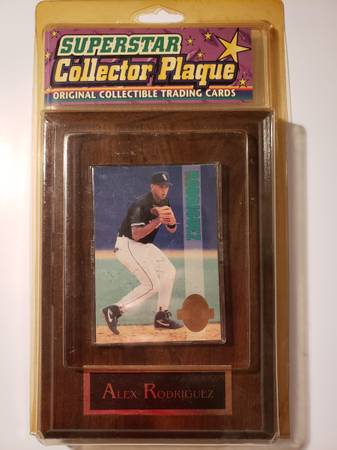 SUPERSTAR
Collector Plaque
ORIGINAL COLLECTIBLE TRADING CARDS
ALEX RODRIGUEZ